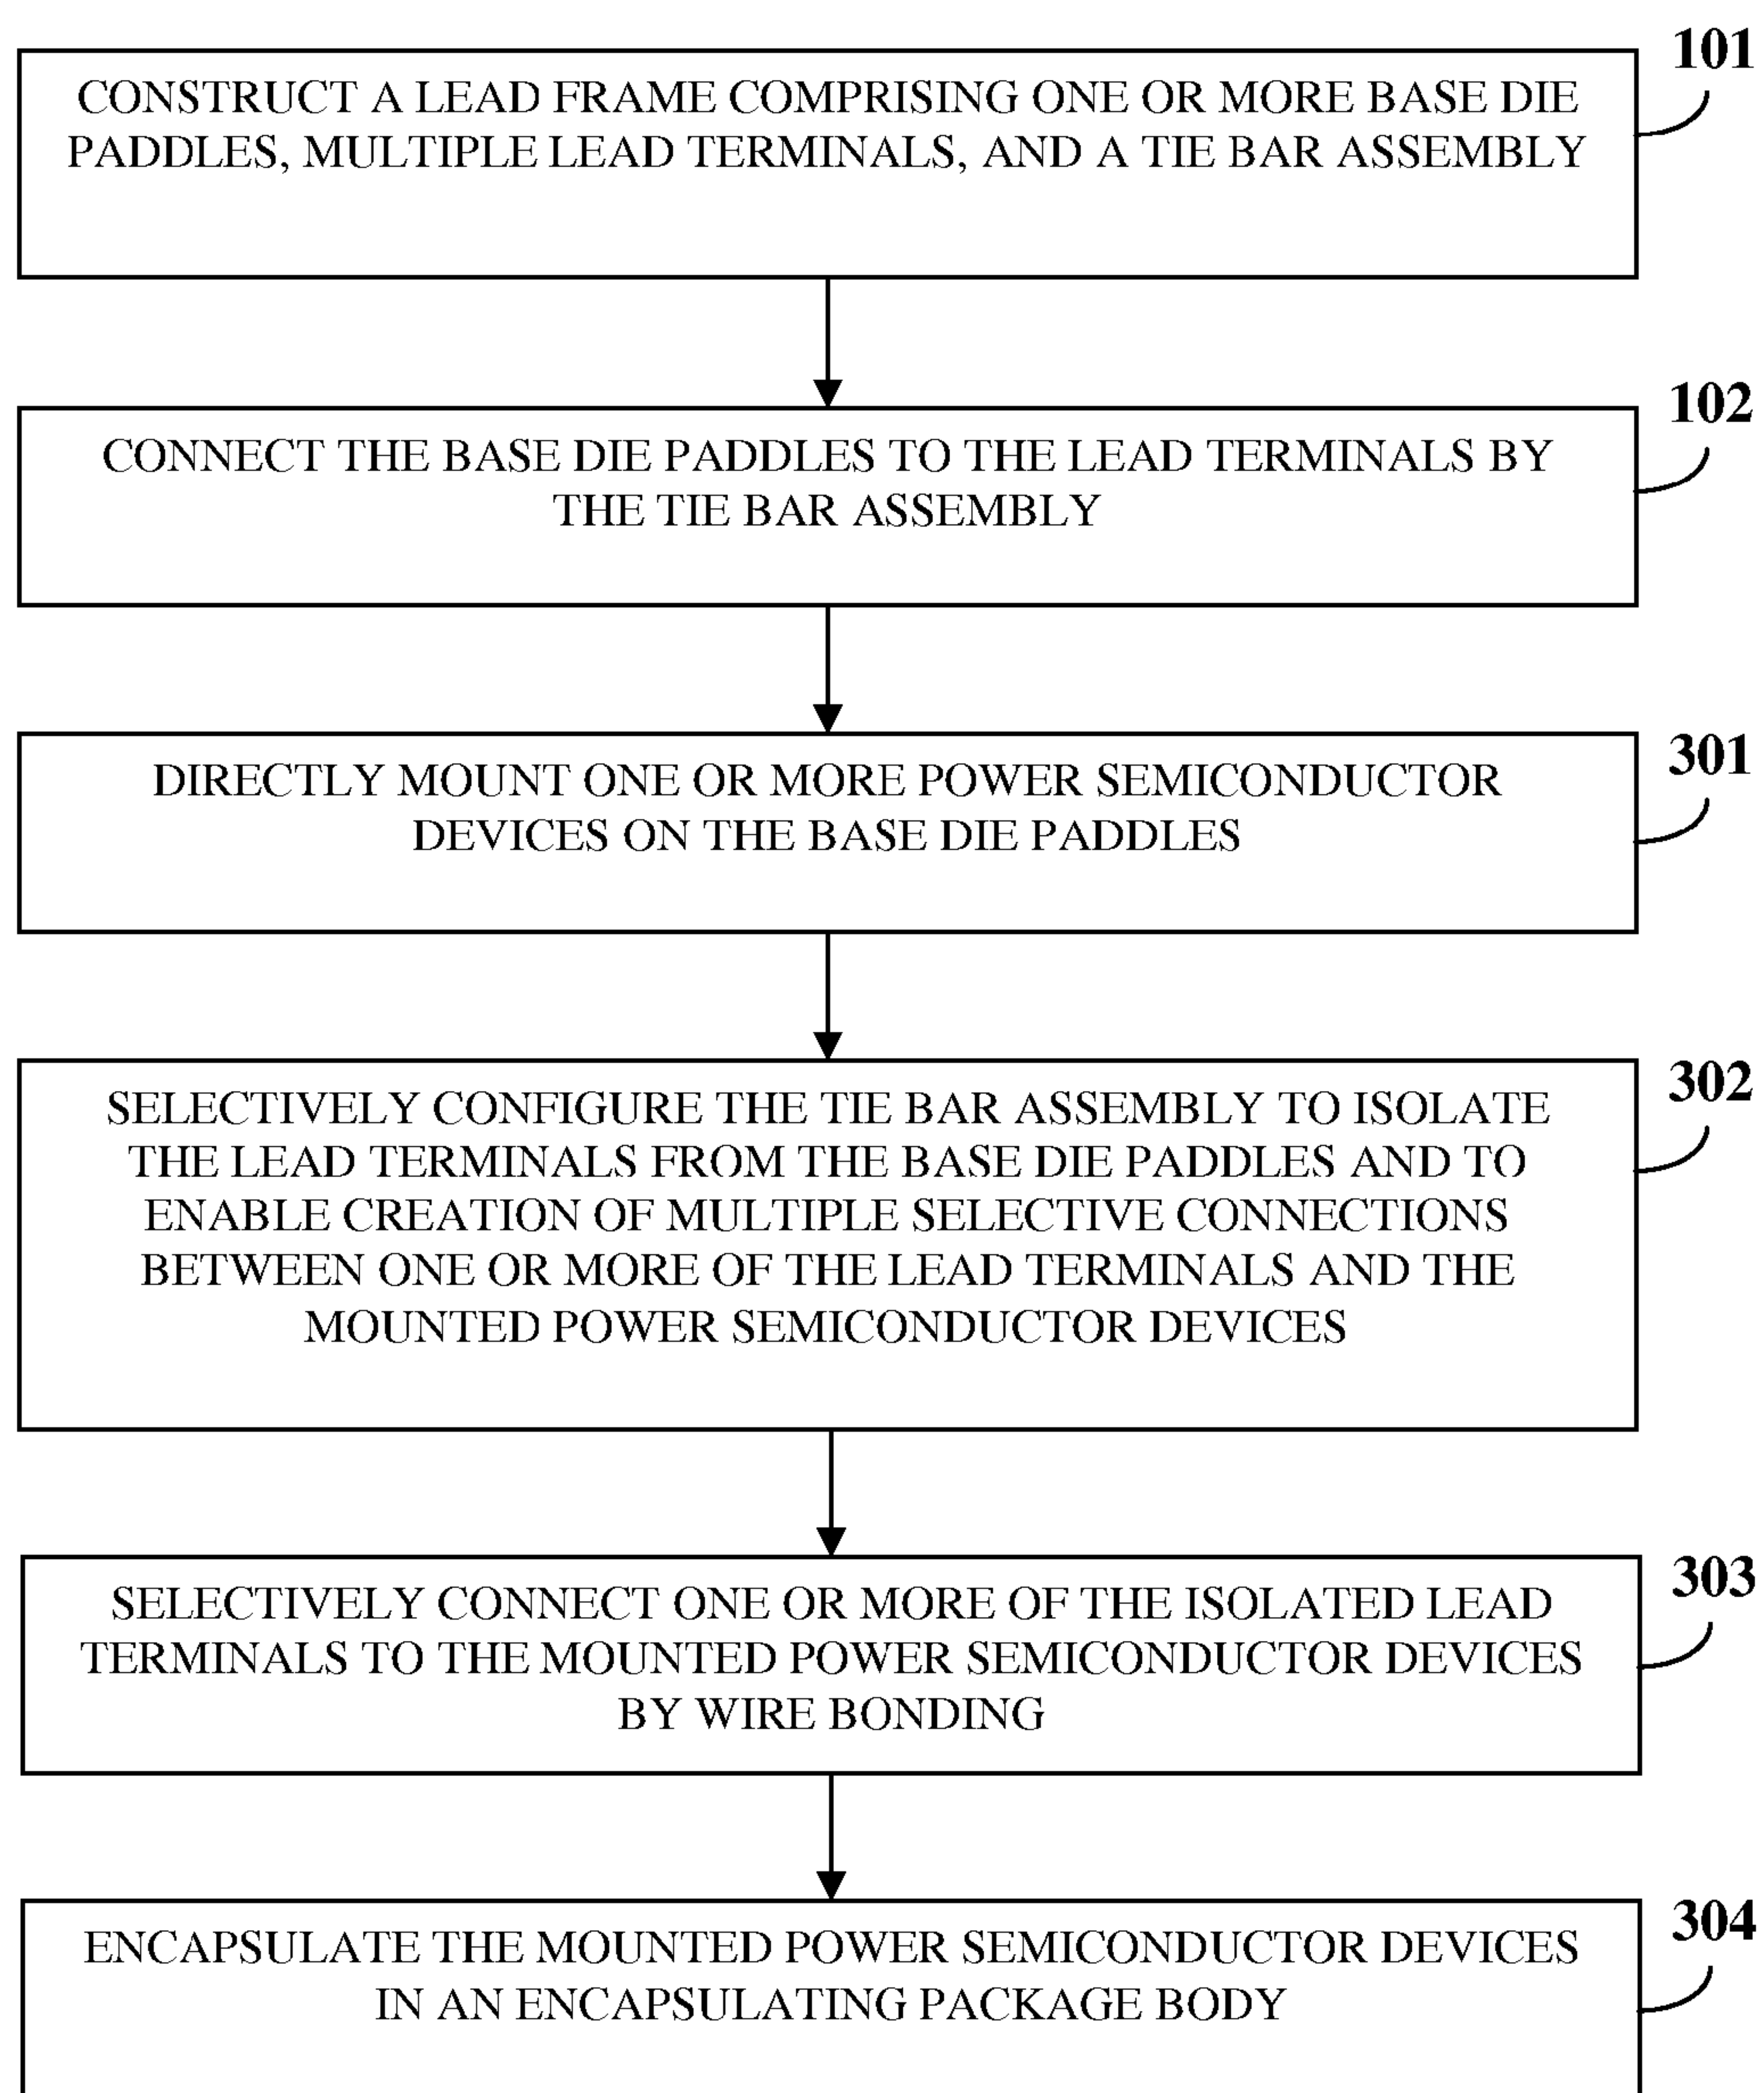 101
CONSTRUCT A LEAD FRAME COMPRISING ONE OR MORE BASE DIE
PADDLES, MULTIPLE LEAD TERMINALS, AND A TIE BAR ASSEMBLY
102
CONNECT THE BASE DIE PADDLES TO THE LEAD TERMINALS BY
THE TIE BAR ASSEMBLY
301
DIRECTLY MOUNT ONE OR MORE POWER SEMICONDUCTOR
DEVICES ON THE BASE DIE PADDLES
302
SELECTIVELY CONFIGURE THE TIE BAR ASSEMBLY TO ISOLATE
THE LEAD TERMINALS FROM THE BASE DIE PADDLES AND TO
ENABLE CREATION OF MULTIPLE SELECTIVE CONNECTIONS
BETWEEN ONE OR MORE OF THE LEAD TERMINALS AND THE
MOUNTED POWER SEMICONDUCTOR DEVICES
303
SELECTIVELY CONNECT ONE OR MORE OF THE ISOLATED LEAD
TERMINALS TO THE MOUNTED POWER SEMICONDUCTOR DEVICES
BY WIRE BONDING
304
ENCAPSULATE THE MOUNTED POWER SEMICONDUCTOR DEVICES
IN AN ENCAPSULATING PACKAGE BODY